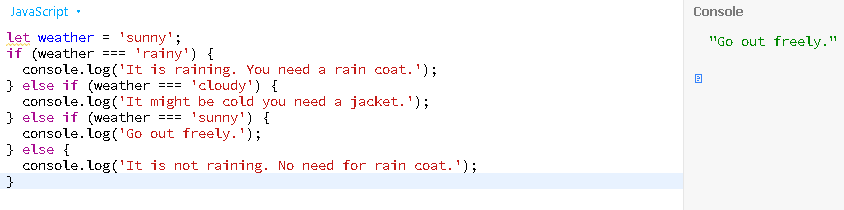 JavaScript •
Console
let weather = 'sunny';
if (weather === 'rainy') {
  console.log('It is raining. You need a rain coat.');
} else if (weather === 'cloudy') {
  console.log('It might be cold you need a jacket.');
} else if (weather === 'sunny') {
  console.log('Go out freely.');
} else {
  console.log('It is not raining. No need for rain coat.');
}
"Go out freely."